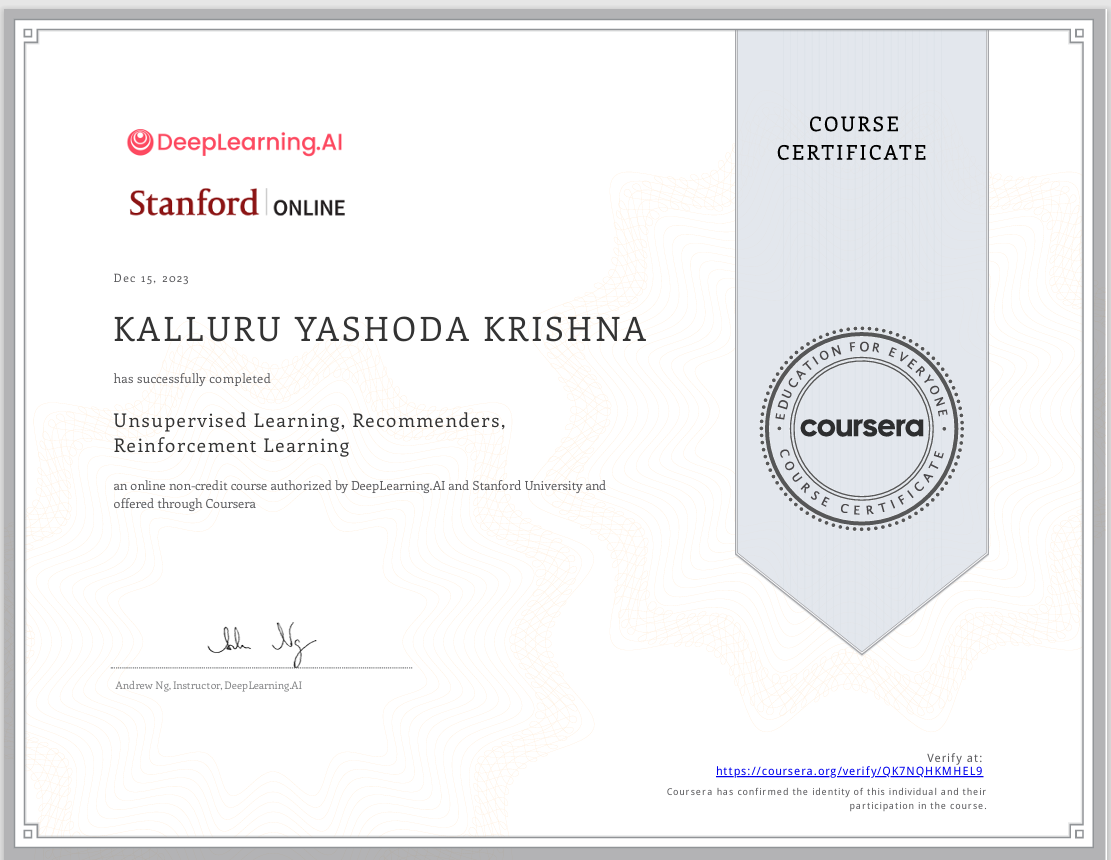 DeepLearning.AI
Stanford ONLINE
Dec 15, 2023
KALLURU YASHODA KRISHNA
has successfully completed
Unsupervised Learning, Recommenders,
Reinforcement Learning
an online non-credit course authorized by DeepLearning.AI and Stanford University and
offered through Coursera
Andrew Ng, Instructor, DeepLearning.AI
COURSE
CERTIFICATE
EDUCATION FOR EVERYONE
coursera
COURSE CERTIFICATE
Verify at:
https://coursera.org/verify/QK7NQHKMHEL9
Coursera has confirmed the identity of this individual and their
participation in the course.